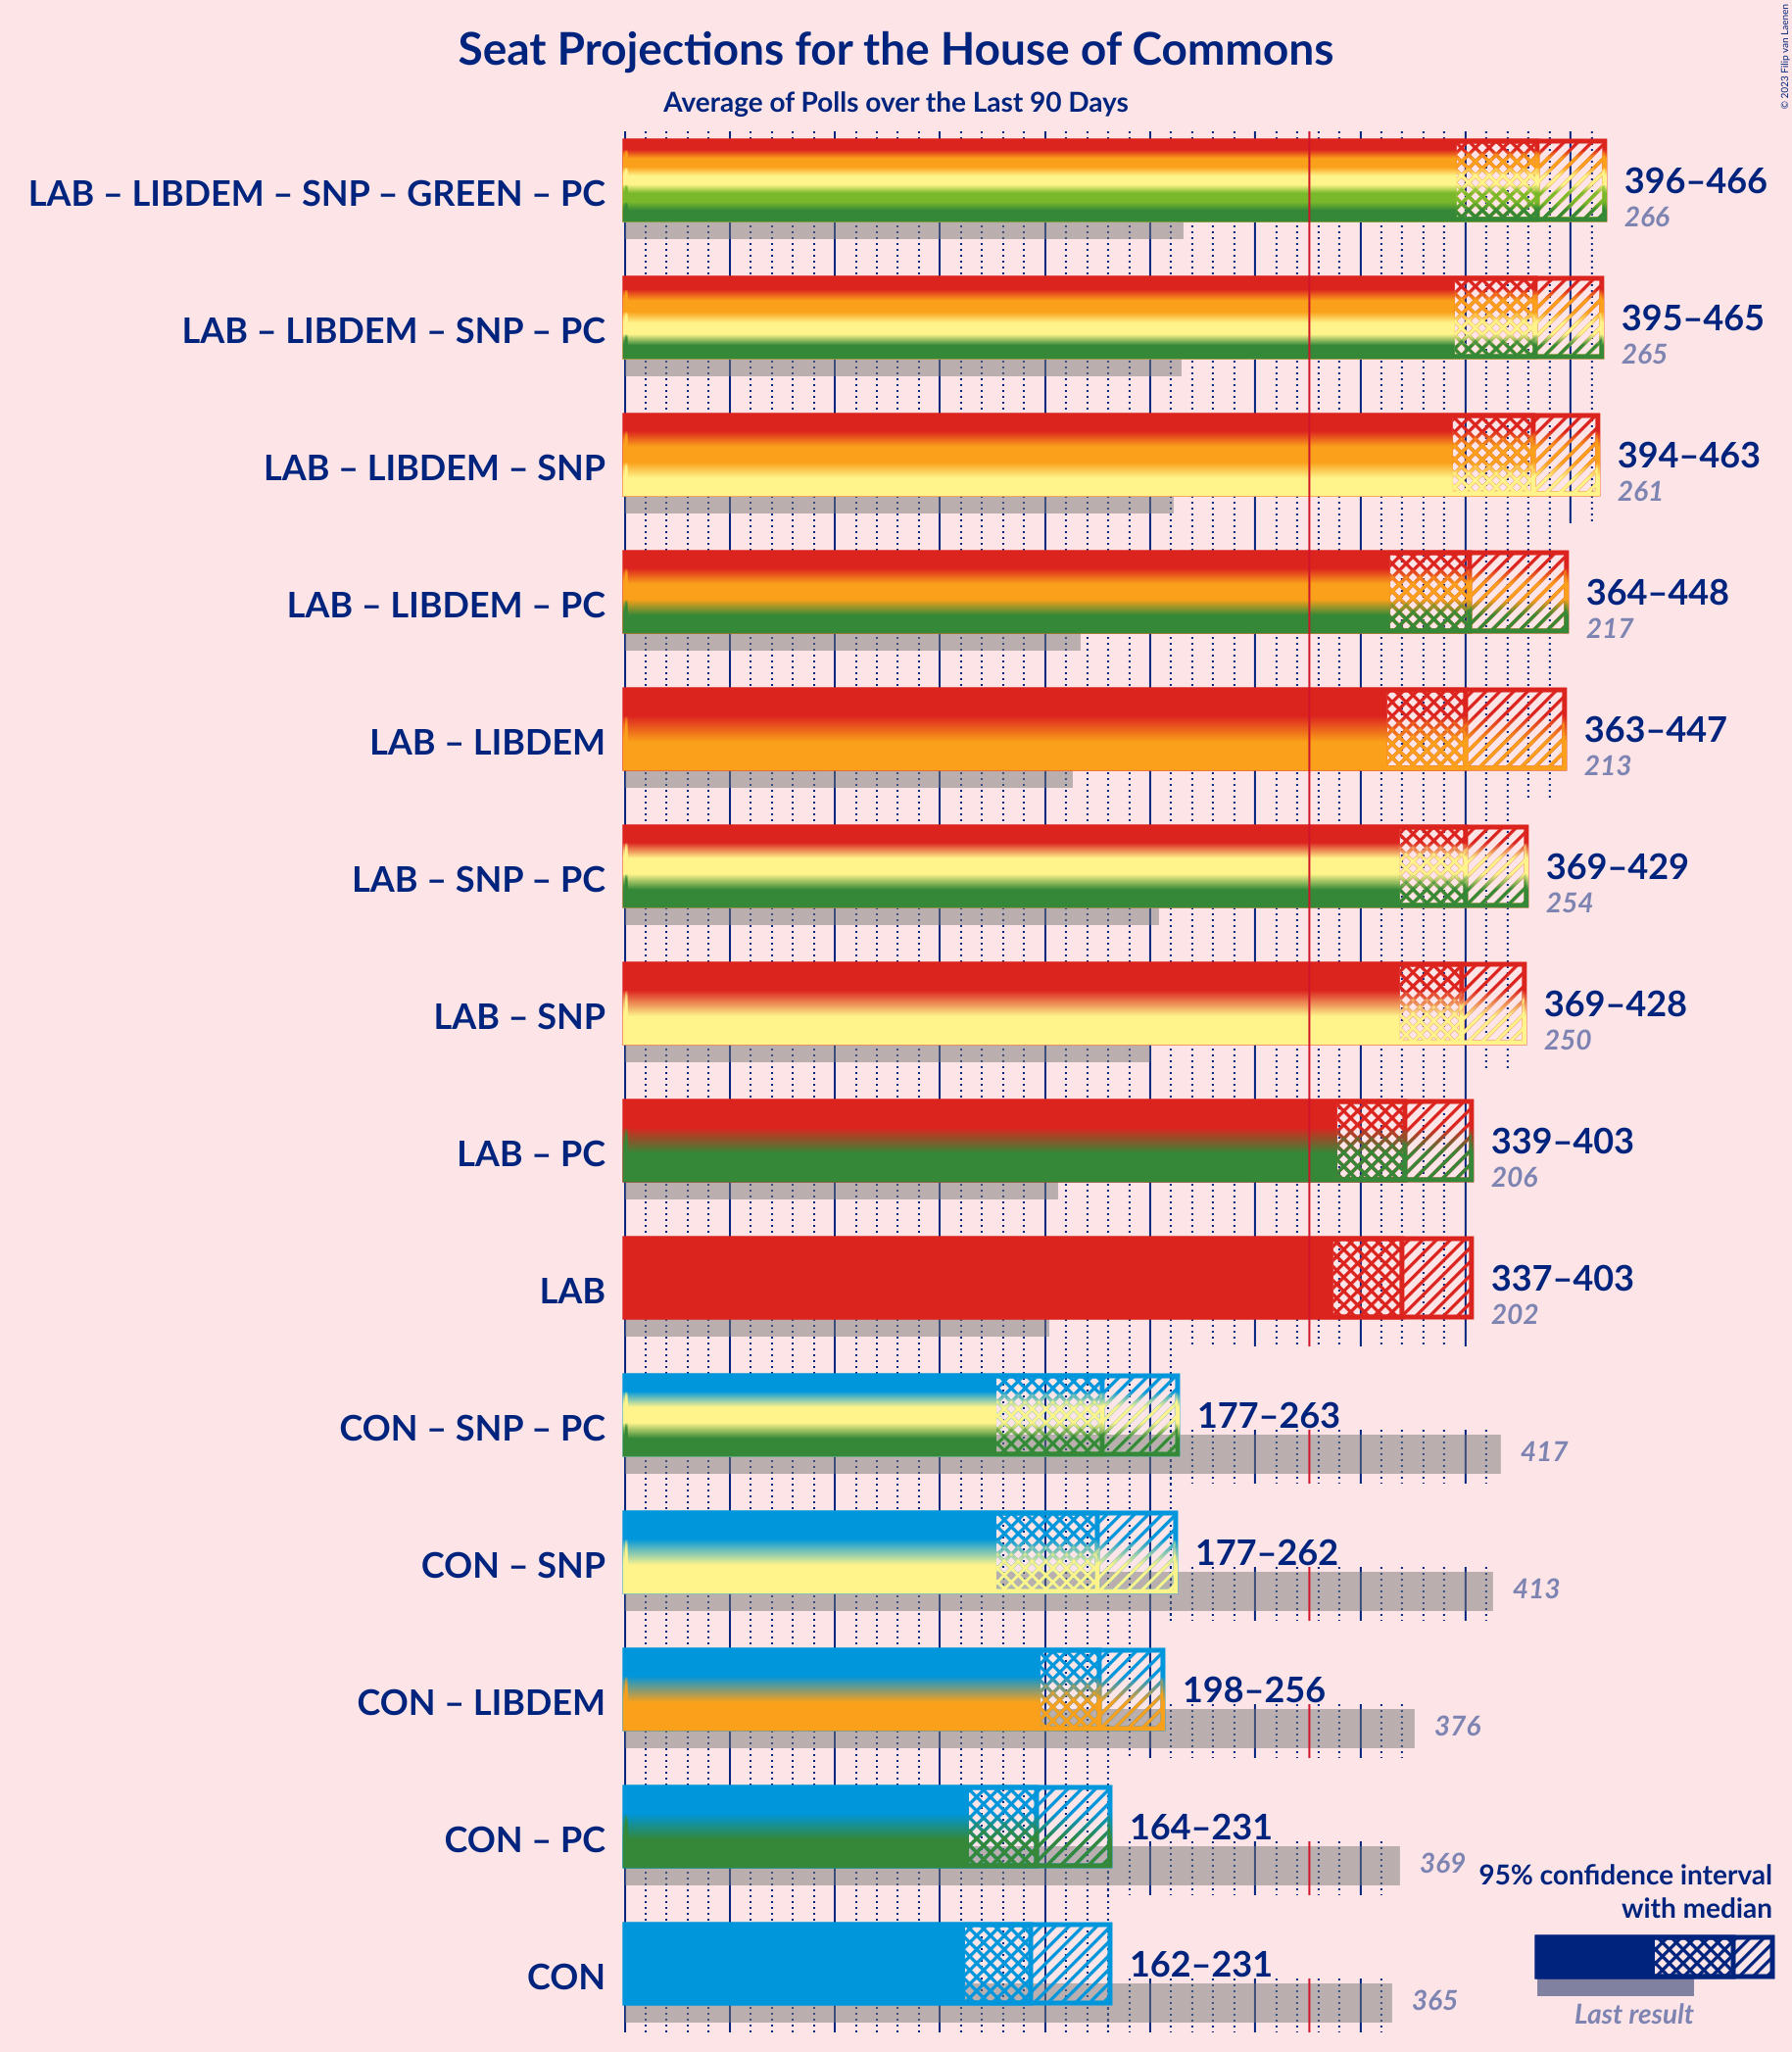 Seat Projections for the House of Commons
Average of Polls over the Last 90 Days
© 2023 Filip van Laenen
LAB – LIBDEM – SNP – GREEN – PC
396–466
266
LAB – LIBDEM – SNP – PC
395–465
265
LAB – LIBDEM – SNP
394–463
261
LAB – LIBDEM – PC
364–448
217
LAB – LIBDEM
363–447
213
LAB – SNP – PC
369–429
254
LAB – SNP
369–428
250
LAB – PC
339–403
206
LAB
337–403
202
CON – SNP – PC
177–263
417
CON – SNP
177–262
413
CON – LIBDEM
198–256
376
CON – PC
164–231
369
CON
162–231
365
95% confidence interval
with median
Last result